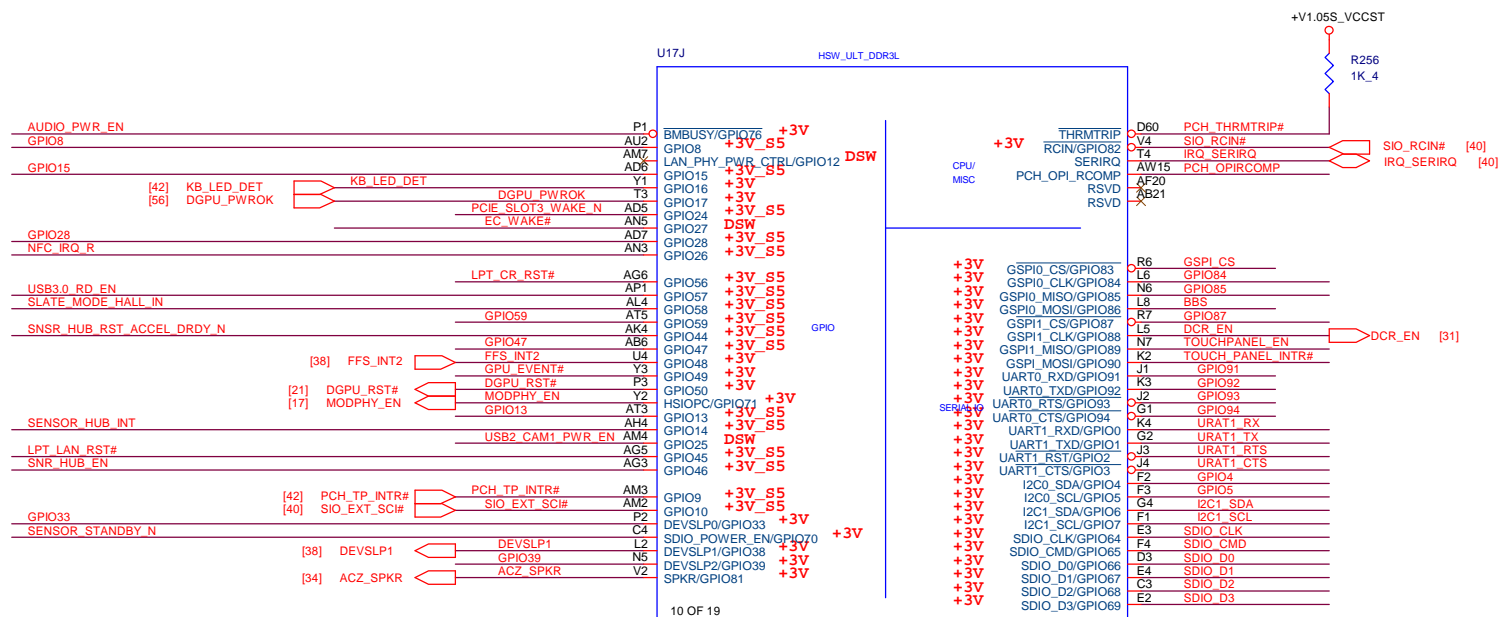 +V1.05S_VCCST
U17J
HSW_ULT_DDR3L
R256
1K_4
AUDIO_PWR_EN P1 BMBUSY/GPIO76 +3V
GPIO8 AU2 GPIO8 +3V_S5
AM7 LAN_PHY_PWR_CTRL/GPIO12 DSW
GPIO15 AD6 GPIO15 +3V_S5
[42] KB_LED_DET KB_LED_DET Y1 GPIO16 +3V
[56] DGPU_PWROK DGPU_PWROK T3 GPIO17 +3V
PCIE_SLOT3_WAKE_N AD5 GPIO24 +3V_S5
EC_WAKE# AN5 GPIO27 DSW
GPIO28 AD7 GPIO28 +3V_S5
NFC_IRQ_R AN3 GPIO26 +3V_S5
LPT_CR_RST# AG6 GPIO56 +3V_S5
USB3.0_RD_EN AP1 GPIO57 +3V_S5
SLATE_MODE_HALL_IN AL4 GPIO58 +3V_S5
GPIO59 AT5 GPIO59 +3V_S5
SNSR_HUB_RST_ACCEL_DRDY_N AK4 GPIO44 +3V_S5
GPIO47 AB6 GPIO47 +3V_S5
[38] FFS_INT2 FFS_INT2 U4 GPIO48 +3V
GPU_EVENT# Y3 GPIO49 +3V
[21] DGPU_RST# DGPU_RST# P3 GPIO50 +3V
[17] MODPHY_EN MODPHY_EN Y2 HSIOPC/GPIO71 +3V
GPIO13 AT3 GPIO13 +3V_S5
SENSOR_HUB_INT AH4 GPIO14 +3V_S5
USB2_CAM1_PWR_EN AM4 GPIO25 DSW
LPT_LAN_RST# AG5 GPIO45 +3V_S5
SNR_HUB_EN AG3 GPIO46 +3V_S5
[42] PCH_TP_INTR# PCH_TP_INTR# AM3 GPIO9 +3V_S5
[40] SIO_EXT_SCI# AM2 GPIO10 +3V_S5
GPIO33 P2 DEVSLP0/GPIO33 +3V
SENSOR_STANDBY_N C4 SDIO_POWER_EN/GPIO70 +3V
[38] DEVSLP1 DEVSLP1 L2 DEVSLP1/GPIO38 +3V
GPIO39 N5 DEVSLP2/GPIO39 +3V
[34] ACZ_SPKR ACZ_SPKR V2 SPKR/GPIO81 +3V
10 OF 19
GPIO
CPU/
MISC
SERIAL IO
THRMTRIP D60 PCH_THRMTRIP#
+3V RCIN/GPIO82 V4 SIO_RCIN# SIO_RCIN# [40]
SERIRQ T4 IRQ_SERIRQ IRQ_SERIRQ [40]
PCH_OPI_RCOMP AW15 PCH_OPIRCOMP
RSVD AF20
RSVD AB21
+3V GSPI0_CS/GPIO83 R6 GSPI_CS
+3V GSPI0_CLK/GPIO84 L6 GPIO84
+3V GSPI0_MISO/GPIO85 N6 GPIO85
+3V GSPI0_MOSI/GPIO86 L8 BBS
+3V GSPI1_CS/GPIO87 R7 GPIO87
+3V GSPI1_CLK/GPIO88 L5 DCR_EN DCR_EN [31]
+3V GSPI1_MISO/GPIO89 N7 TOUCHPANEL_EN
+3V GSPI_MOSI/GPIO90 K2 TOUCH_PANEL_INTR#
+3V UART0_RXD/GPIO91 J1 GPIO91
+3V UART0_TXD/GPIO92 K3 GPIO92
+3V UART0_RTS/GPIO93 J2 GPIO93
+3V UART0_CTS/GPIO94 G1 GPIO94
+3V UART1_RXD/GPIO0 K4 URAT1_RX
+3V UART1_TXD/GPIO1 G2 URAT1_TX
+3V UART1_RST/GPIO2 J3 URAT1_RTS
+3V UART1_CTS/GPIO3 J4 URAT1_CTS
+3V I2C0_SDA/GPIO4 F2 GPIO4
+3V I2C0_SCL/GPIO5 F3 GPIO5
+3V I2C1_SDA/GPIO6 G4 I2C1_SDA
+3V I2C1_SCL/GPIO7 F1 I2C1_SCL
+3V SDIO_CLK/GPIO64 E3 SDIO_CLK
+3V SDIO_CMD/GPIO65 F4 SDIO_CMD
+3V SDIO_D0/GPIO66 D3 SDIO_D0
+3V SDIO_D1/GPIO67 E4 SDIO_D1
+3V SDIO_D2/GPIO68 C3 SDIO_D2
+3V SDIO_D3/GPIO69 E2 SDIO_D3